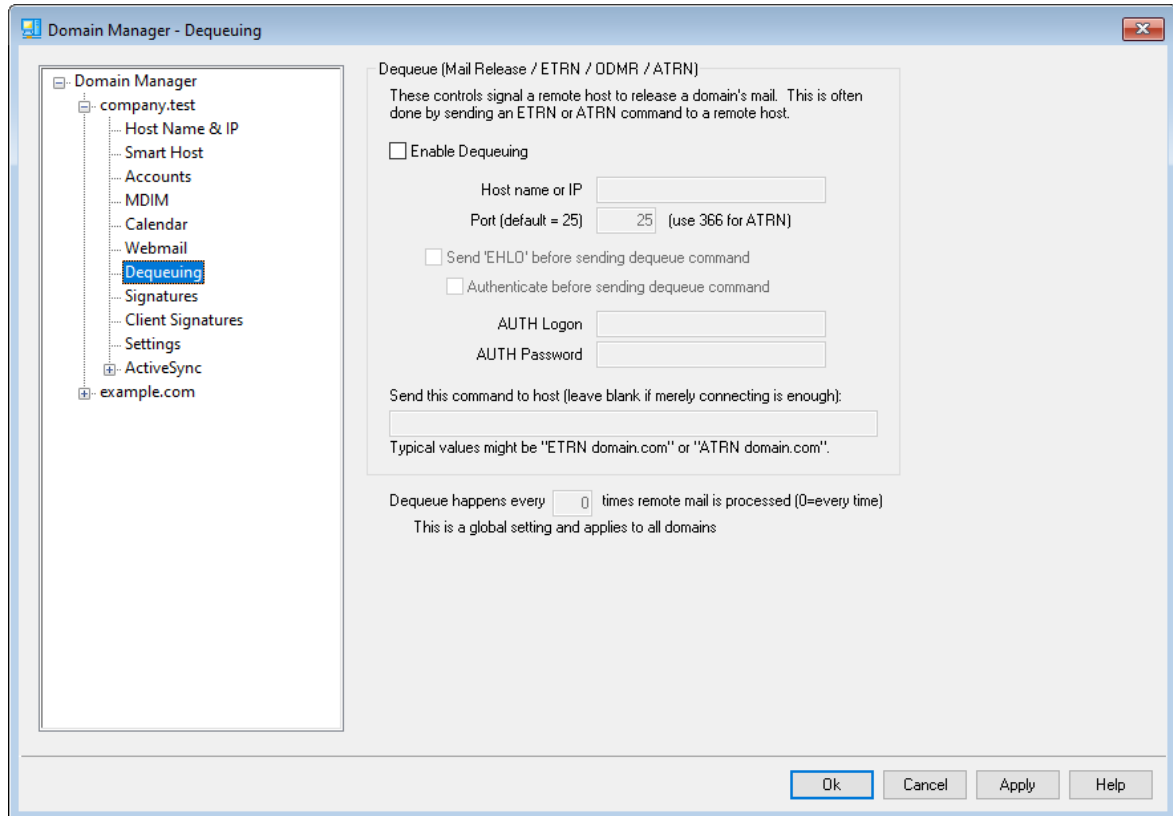 Domain Manager - Dequeuing
Domain Manager
company.test
Host Name & IP
Smart Host
Accounts
MDIM
Calendar
Webmail
Dequeuing
Signatures
Client Signatures
Settings
ActiveSync
example.com
Dequeue (Mail Release / ETRN / ODMR / ATRN)
These controls signal a remote host to release a domain's mail. This is often
done by sending an ETRN or ATRN command to a remote host.
Enable Dequeuing
Host name or IP
Port (default = 25) 25 (use 366 for ATRN)
Send 'EHLO' before sending dequeue command
Authenticate before sending dequeue command
AUTH Logon
AUTH Password
Send this command to host (leave blank if merely connecting is enough):
Typical values might be "ETRN domain.com" or "ATRN domain.com".
Dequeue happens every 0 times remote mail is processed (0=every time)
This is a global setting and applies to all domains
Ok Cancel Apply Help